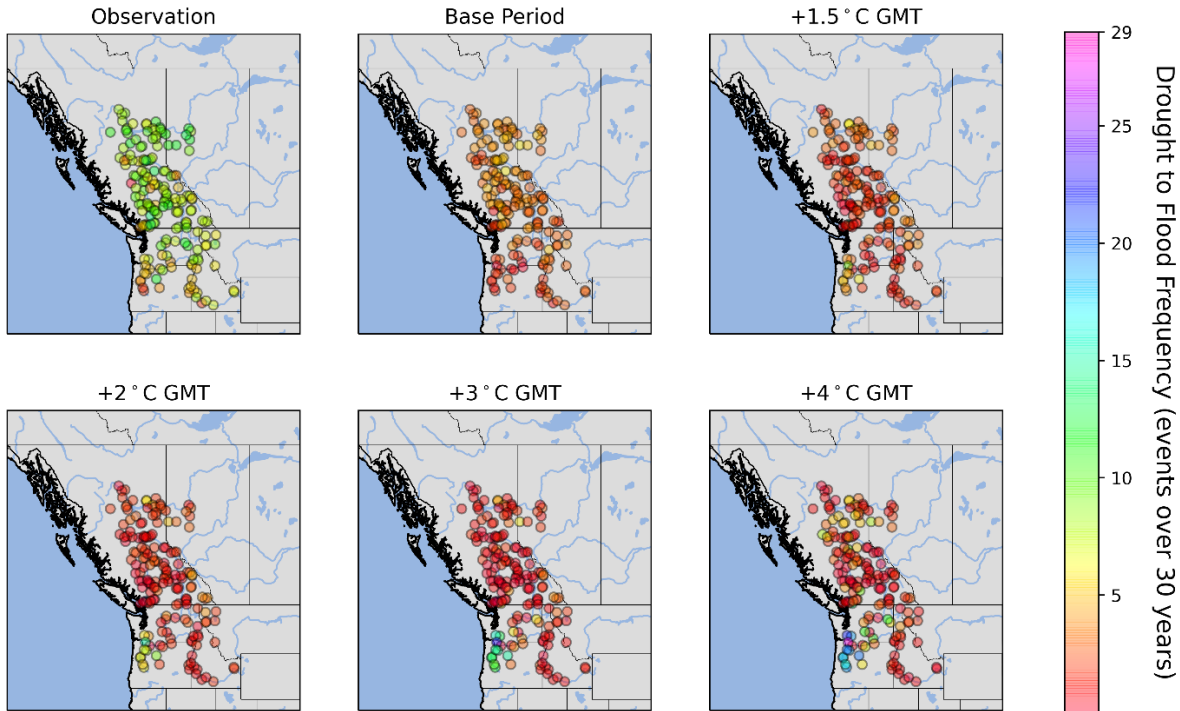 Observation
Base Period
+1.5°C GMT
+2°C GMT
+3°C GMT
+4°C GMT
29
25
20
15
10
5
Drought to Flood Frequency (events over 30 years)